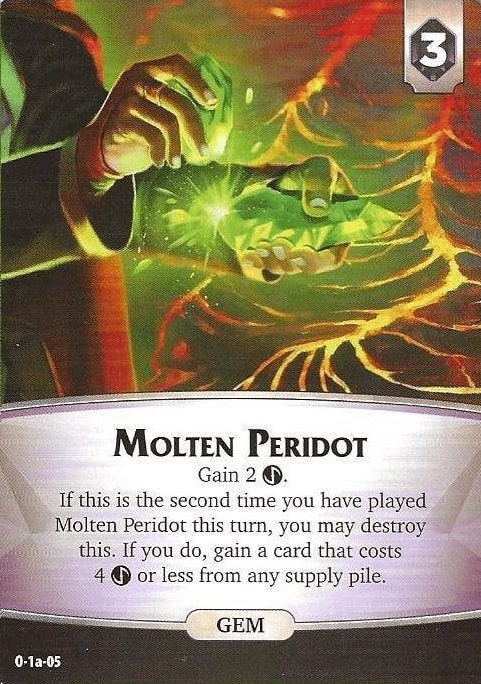 3
Molten Peridot
Gain 2 .
If this is the second time you have played
Molten Peridot this turn, you may destroy
this. If you do, gain a card that costs
4 or less from any supply pile.
GEM
0-1a-05